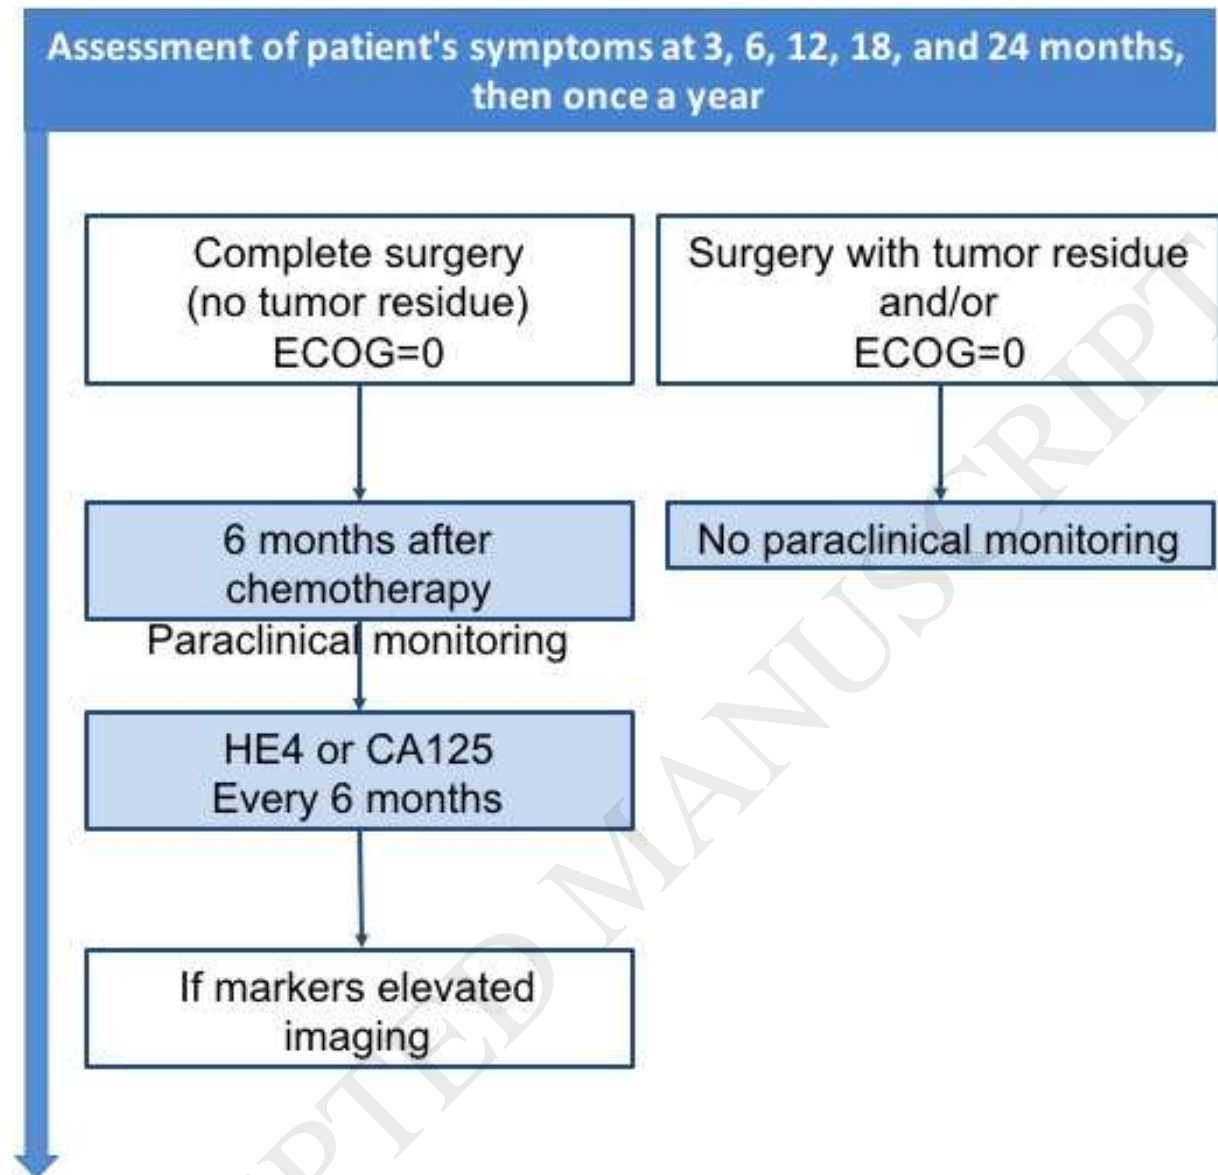 Assessment of patient's symptoms at 3, 6, 12, 18, and 24 months,
then once a year
Complete surgery
(no tumor residue)
ECOG=0
Surgery with tumor residue
and/or
ECOG=0
6 months after
chemotherapy
Paraclinical monitoring
No paraclinical monitoring
HE4 or CA125
Every 6 months
If markers elevated
imaging
PTED MANUSCRIPT